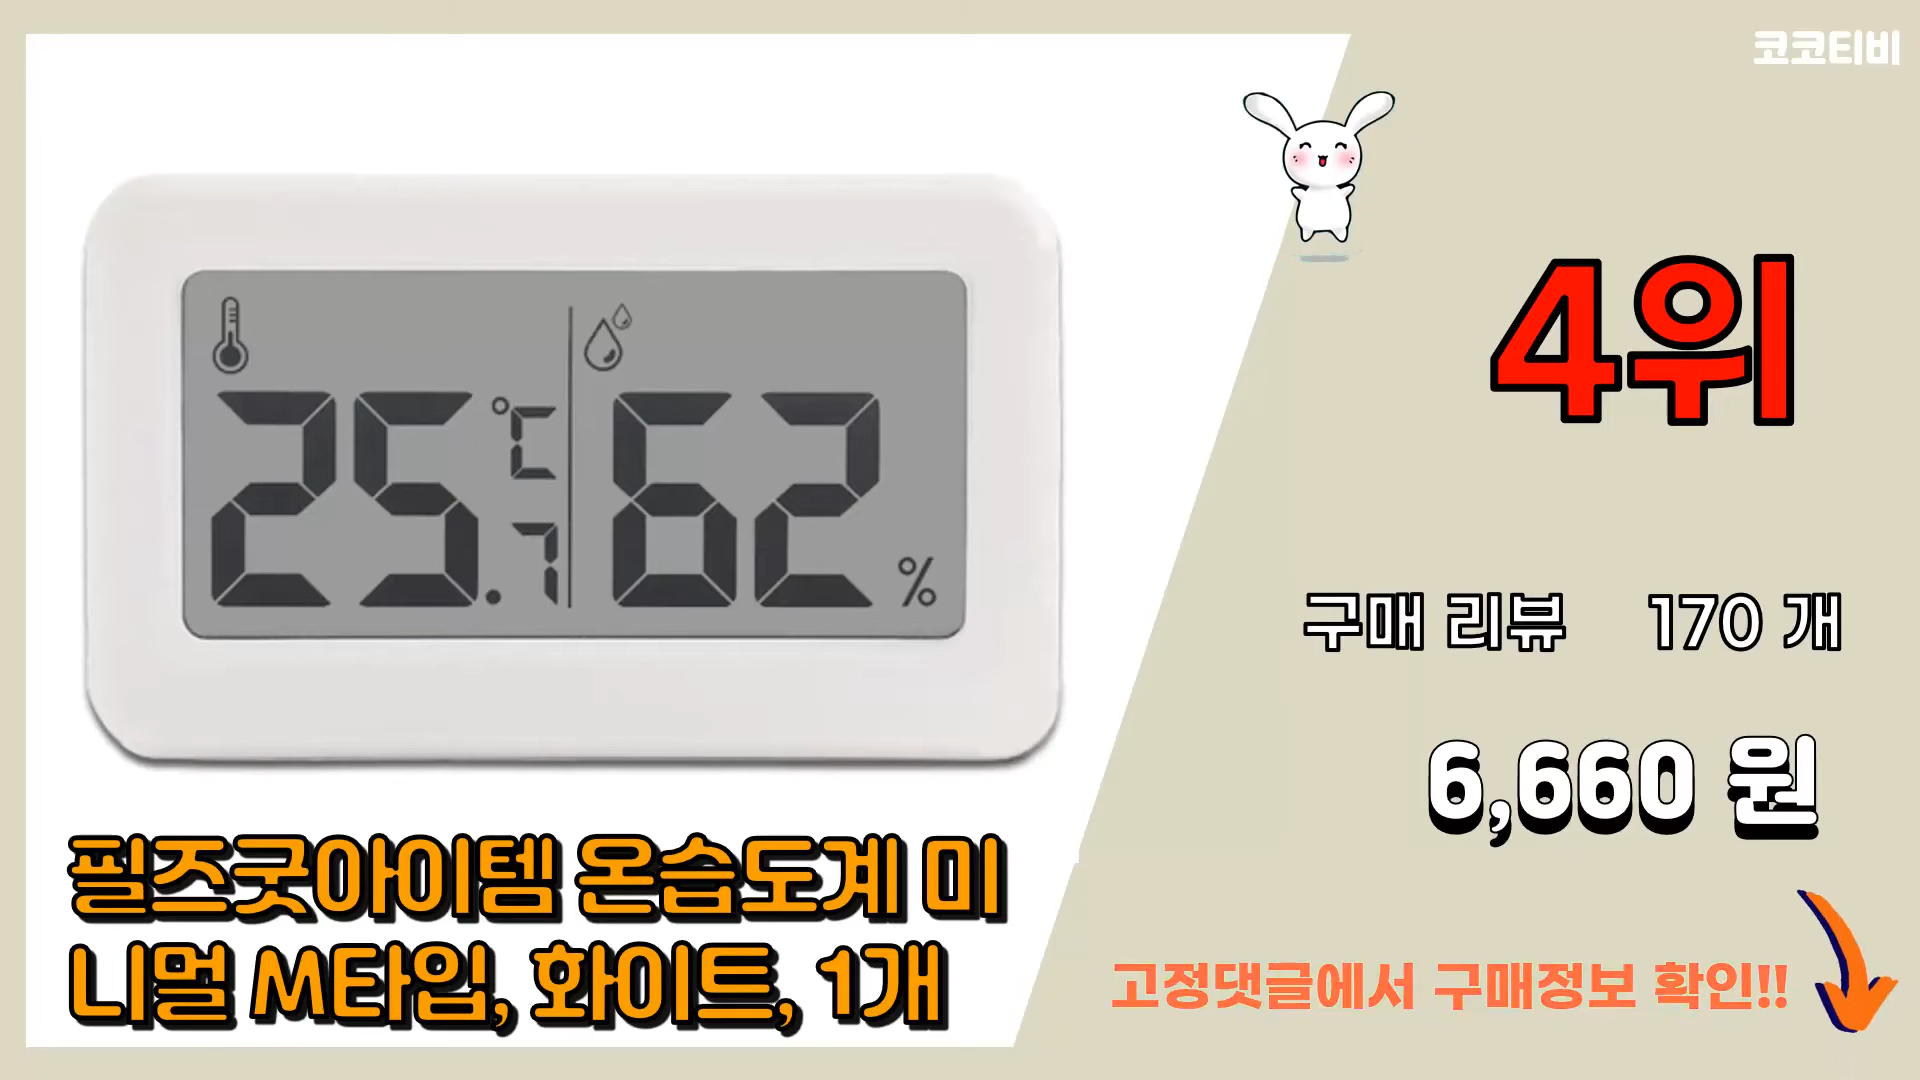 코코티비
4위
25.7 ℃
62 %
구매 리뷰 170 개
6,660 원
필즈굿아이템 온습도계 미
니멀 M타입, 화이트, 1개
고정댓글에서 구매정보 확인!!